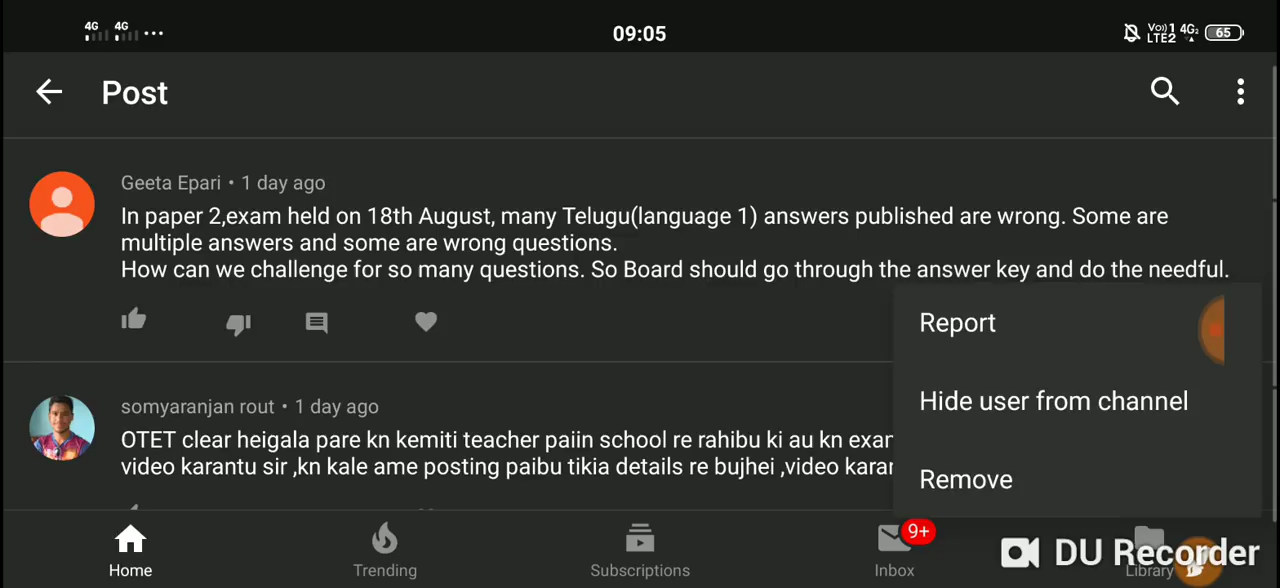 4G 4G ... 09:05 Vo)) 1 LTE2 4G2 65
Post
Geeta Epari • 1 day ago
In paper 2,exam held on 18th August, many Telugu(language 1) answers published are wrong. Some are
multiple answers and some are wrong questions.
How can we challenge for so many questions. So Board should go through the answer key and do the needful.
Report
Hide user from channel
Remove
somyaranjan rout • 1 day ago
OTET clear heigala pare kn kemiti teacher paiin school re rahibu ki au kn exar
video karantu sir ,kn kale ame posting paibu tikia details re bujhei ,video karar
9+
DU Recorder
Home Trending Subscriptions Inbox Library